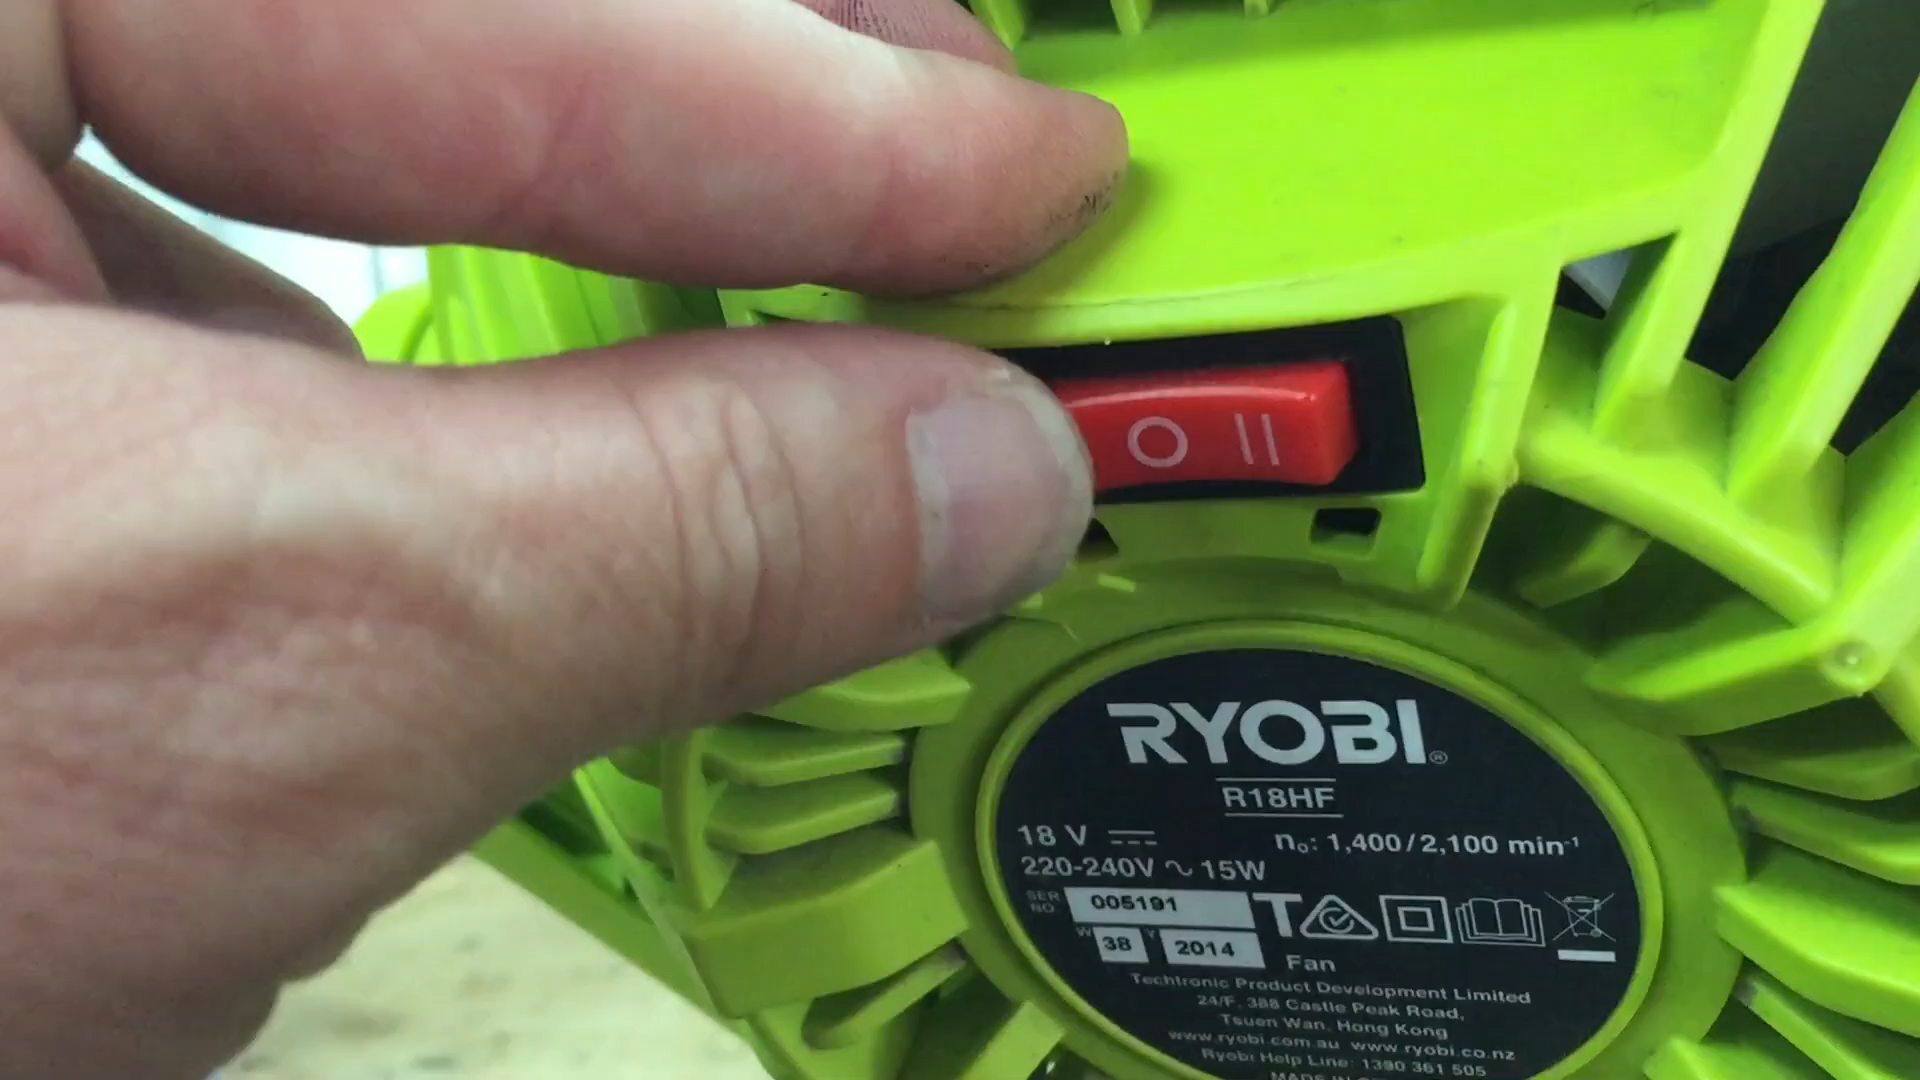 O II
RYOBI®
R18HF
18 V ⎓ n₀: 1,400/2,100 min⁻¹
220-240V ∿ 15W
SER NO. 005191
W 38 Y 2014
Fan
Techtronic Product Development Limited
24/F, 388 Castle Peak Road,
Tsuen Wan, Hong Kong
www.ryobi.com.au www.ryobi.co.nz
Ryobi Help Line: 1300 361 505
MADE IN